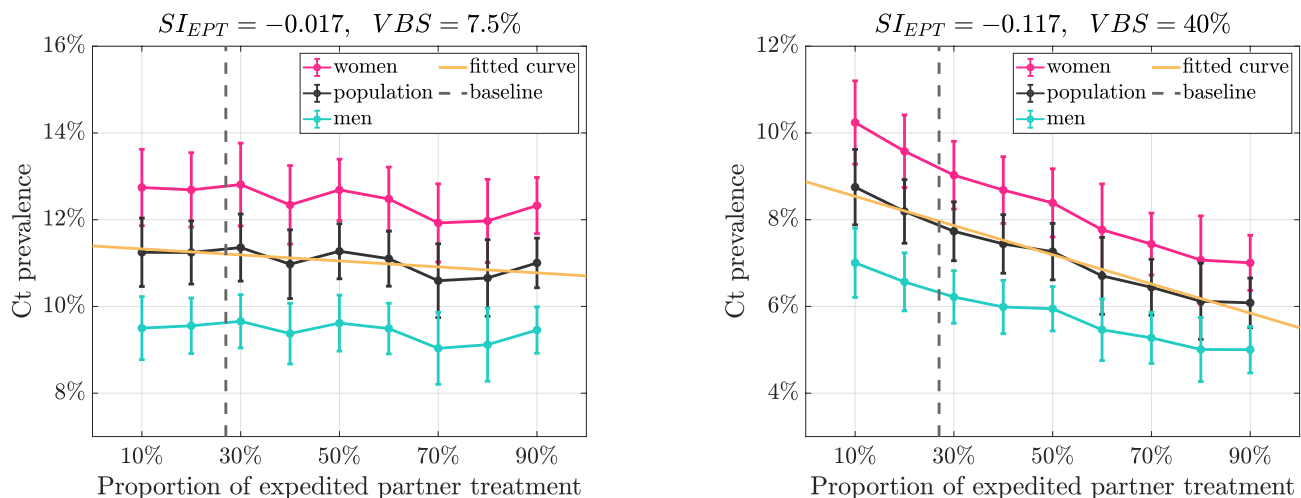 SI_EPT = −0.017, VBS = 7.5%
16%
14%
12%
10%
8%
Ct prevalence
women
population
men
fitted curve
baseline
10% 30% 50% 70% 90%
Proportion of expedited partner treatment
SI_EPT = −0.117, VBS = 40%
12%
10%
8%
6%
4%
Ct prevalence
women
population
men
fitted curve
baseline
10% 30% 50% 70% 90%
Proportion of expedited partner treatment